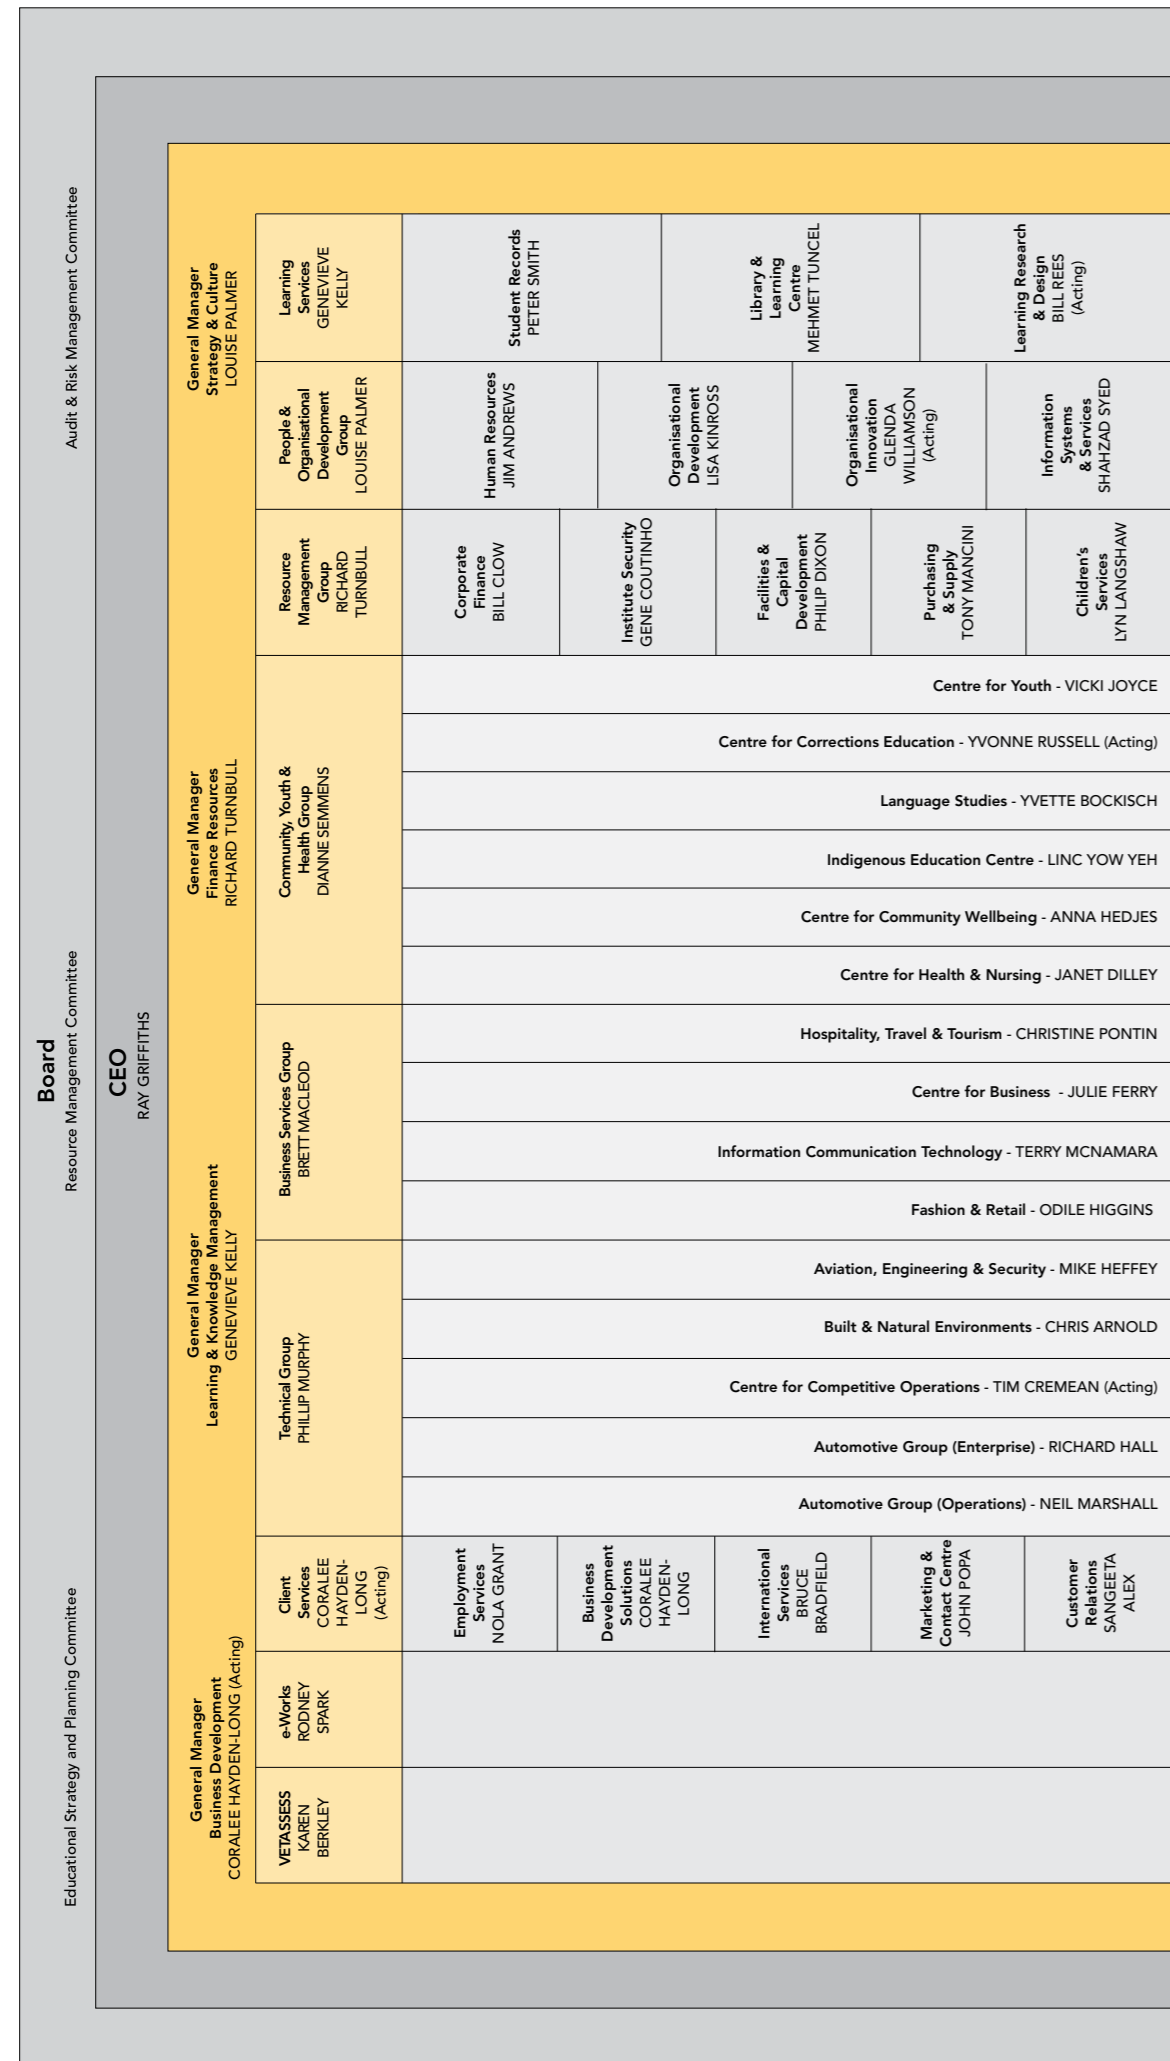 Board
Educational Strategy and Planning Committee
Resource Management Committee
Audit & Risk Management Committee
CEO
RAY GRIFFITHS
General Manager
Business Development
CORALEE HAYDEN-LONG (Acting)
General Manager
Learning & Knowledge Management
GENEVIEVE KELLY
General Manager
Finance Resources
RICHARD TURNBULL
General Manager
Strategy & Culture
LOUISE PALMER
VETASSESS
KAREN
BERKLEY
e-Works
RODNEY
SPARK
Client
Services
CORALEE
HAYDEN-
LONG
(Acting)
Employment
Services
NOLA GRANT
Business
Development
Solutions
CORALEE
HAYDEN-
LONG
International
Services
BRUCE
BRADFIELD
Marketing &
Contact Centre
JOHN POPA
Customer
Relations
SANGEETA
ALEX
Technical Group
PHILLIP MURPHY
Automotive Group (Operations) - NEIL MARSHALL
Automotive Group (Enterprise) - RICHARD HALL
Centre for Competitive Operations - TIM CREMEAN (Acting)
Built & Natural Environments - CHRIS ARNOLD
Aviation, Engineering & Security - MIKE HEFFEY
Business Services Group
BRETT MACLEOD
Fashion & Retail - ODILE HIGGINS
Information Communication Technology - TERRY MCNAMARA
Centre for Business - JULIE FERRY
Hospitality, Travel & Tourism - CHRISTINE PONTIN
Community, Youth &
Health Group
DIANNE SEMMENS
Centre for Health & Nursing - JANET DILLEY
Centre for Community Wellbeing - ANNA HEDJES
Indigenous Education Centre - LINC YOW YEH
Language Studies - YVETTE BOCKISCH
Centre for Corrections Education - YVONNE RUSSELL (Acting)
Centre for Youth - VICKI JOYCE
Resource
Management
Group
RICHARD
TURNBULL
Corporate
Finance
BILL CLOW
Institute Security
GENE COUTINHO
Facilities &
Capital
Development
PHILIP DIXON
Purchasing
& Supply
TONY MANCINI
Children's
Services
LYN LANGSHAW
People &
Organisational
Development
Group
LOUISE PALMER
Human Resources
JIM ANDREWS
Organisational
Development
LISA KINROSS
Organisational
Innovation
GLENDA
WILLIAMSON
(Acting)
Information
Systems
& Services
SHAHZAD SYED
Learning
Services
GENEVIEVE
KELLY
Student Records
PETER SMITH
Library &
Learning
Centre
MEHMET TUNCEL
Learning Research
& Design
BILL REES
(Acting)